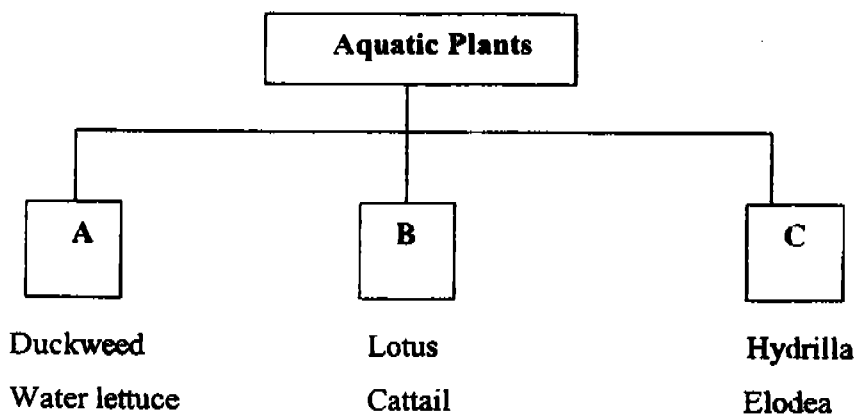 Aquatic Plants
A
B
C
Duckweed
Lotus
Hydrilla
Water lettuce
Cattail
Elodea